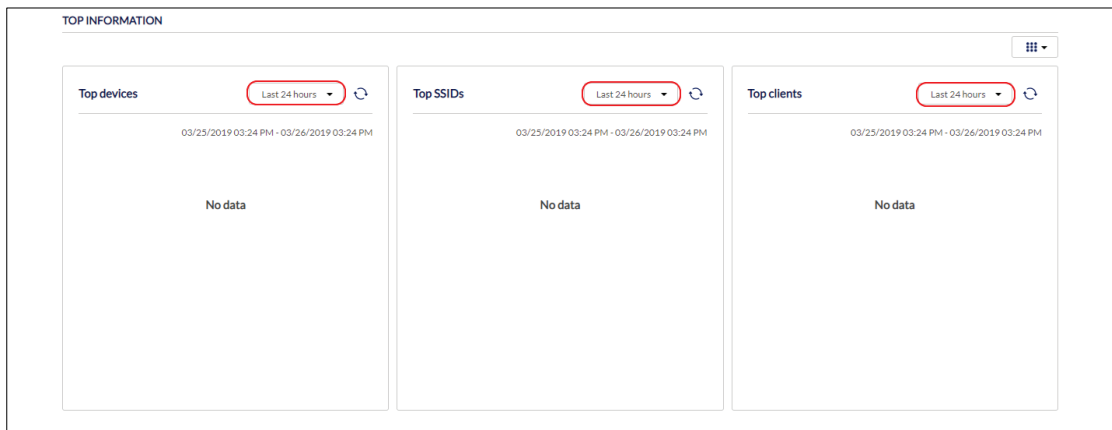 TOP INFORMATION
Top devices
Last 24 hours
03/25/2019 03:24 PM - 03/26/2019 03:24 PM
No data
Top SSIDs
Last 24 hours
03/25/2019 03:24 PM - 03/26/2019 03:24 PM
No data
Top clients
Last 24 hours
03/25/2019 03:24 PM - 03/26/2019 03:24 PM
No data